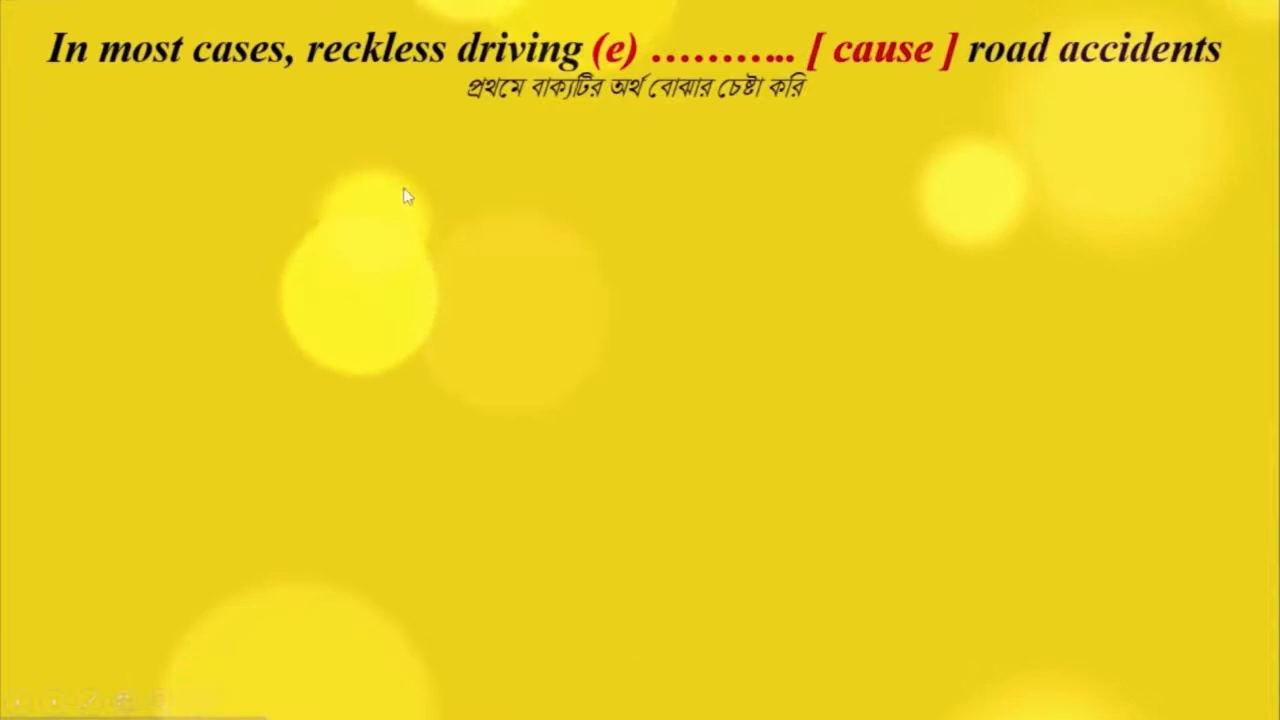 In most cases, reckless driving (e) ……….. [ cause ] road accidents
প্রথমে বাক্যটির অর্থ বোঝার চেষ্টা করি